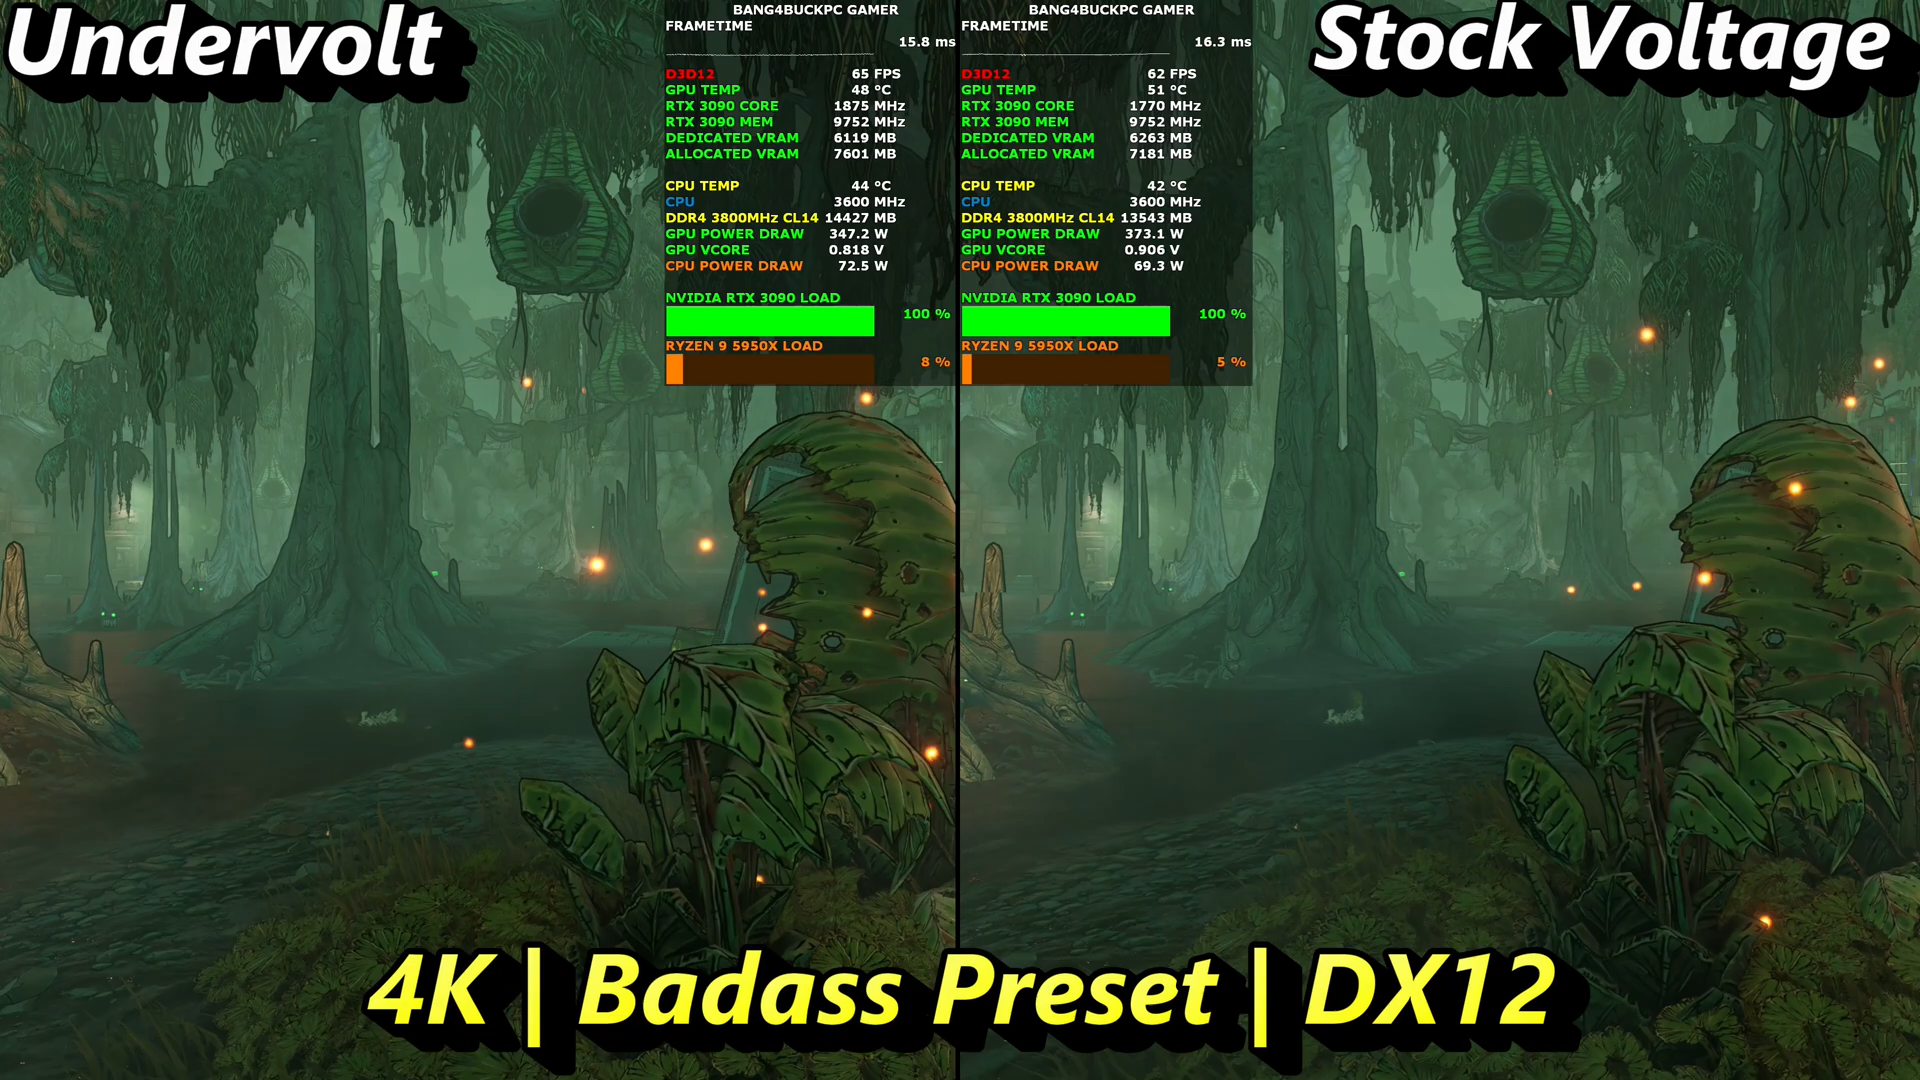 Undervolt
BANG4BUCKPC GAMER
FRAMETIME
15.8 ms
D3D12 65 FPS
GPU TEMP 48 °C
RTX 3090 CORE 1875 MHz
RTX 3090 MEM 9752 MHz
DEDICATED VRAM 6119 MB
ALLOCATED VRAM 7601 MB
CPU TEMP 44 °C
CPU 3600 MHz
DDR4 3800MHz CL14 14427 MB
GPU POWER DRAW 347.2 W
GPU VCORE 0.818 V
CPU POWER DRAW 72.5 W
NVIDIA RTX 3090 LOAD
100 %
RYZEN 9 5950X LOAD
8 %
BANG4BUCKPC GAMER
FRAMETIME
16.3 ms
D3D12 62 FPS
GPU TEMP 51 °C
RTX 3090 CORE 1770 MHz
RTX 3090 MEM 9752 MHz
DEDICATED VRAM 6263 MB
ALLOCATED VRAM 7181 MB
CPU TEMP 42 °C
CPU 3600 MHz
DDR4 3800MHz CL14 13543 MB
GPU POWER DRAW 373.1 W
GPU VCORE 0.906 V
CPU POWER DRAW 69.3 W
NVIDIA RTX 3090 LOAD
100 %
RYZEN 9 5950X LOAD
5 %
Stock Voltage
4K | Badass Preset | DX12